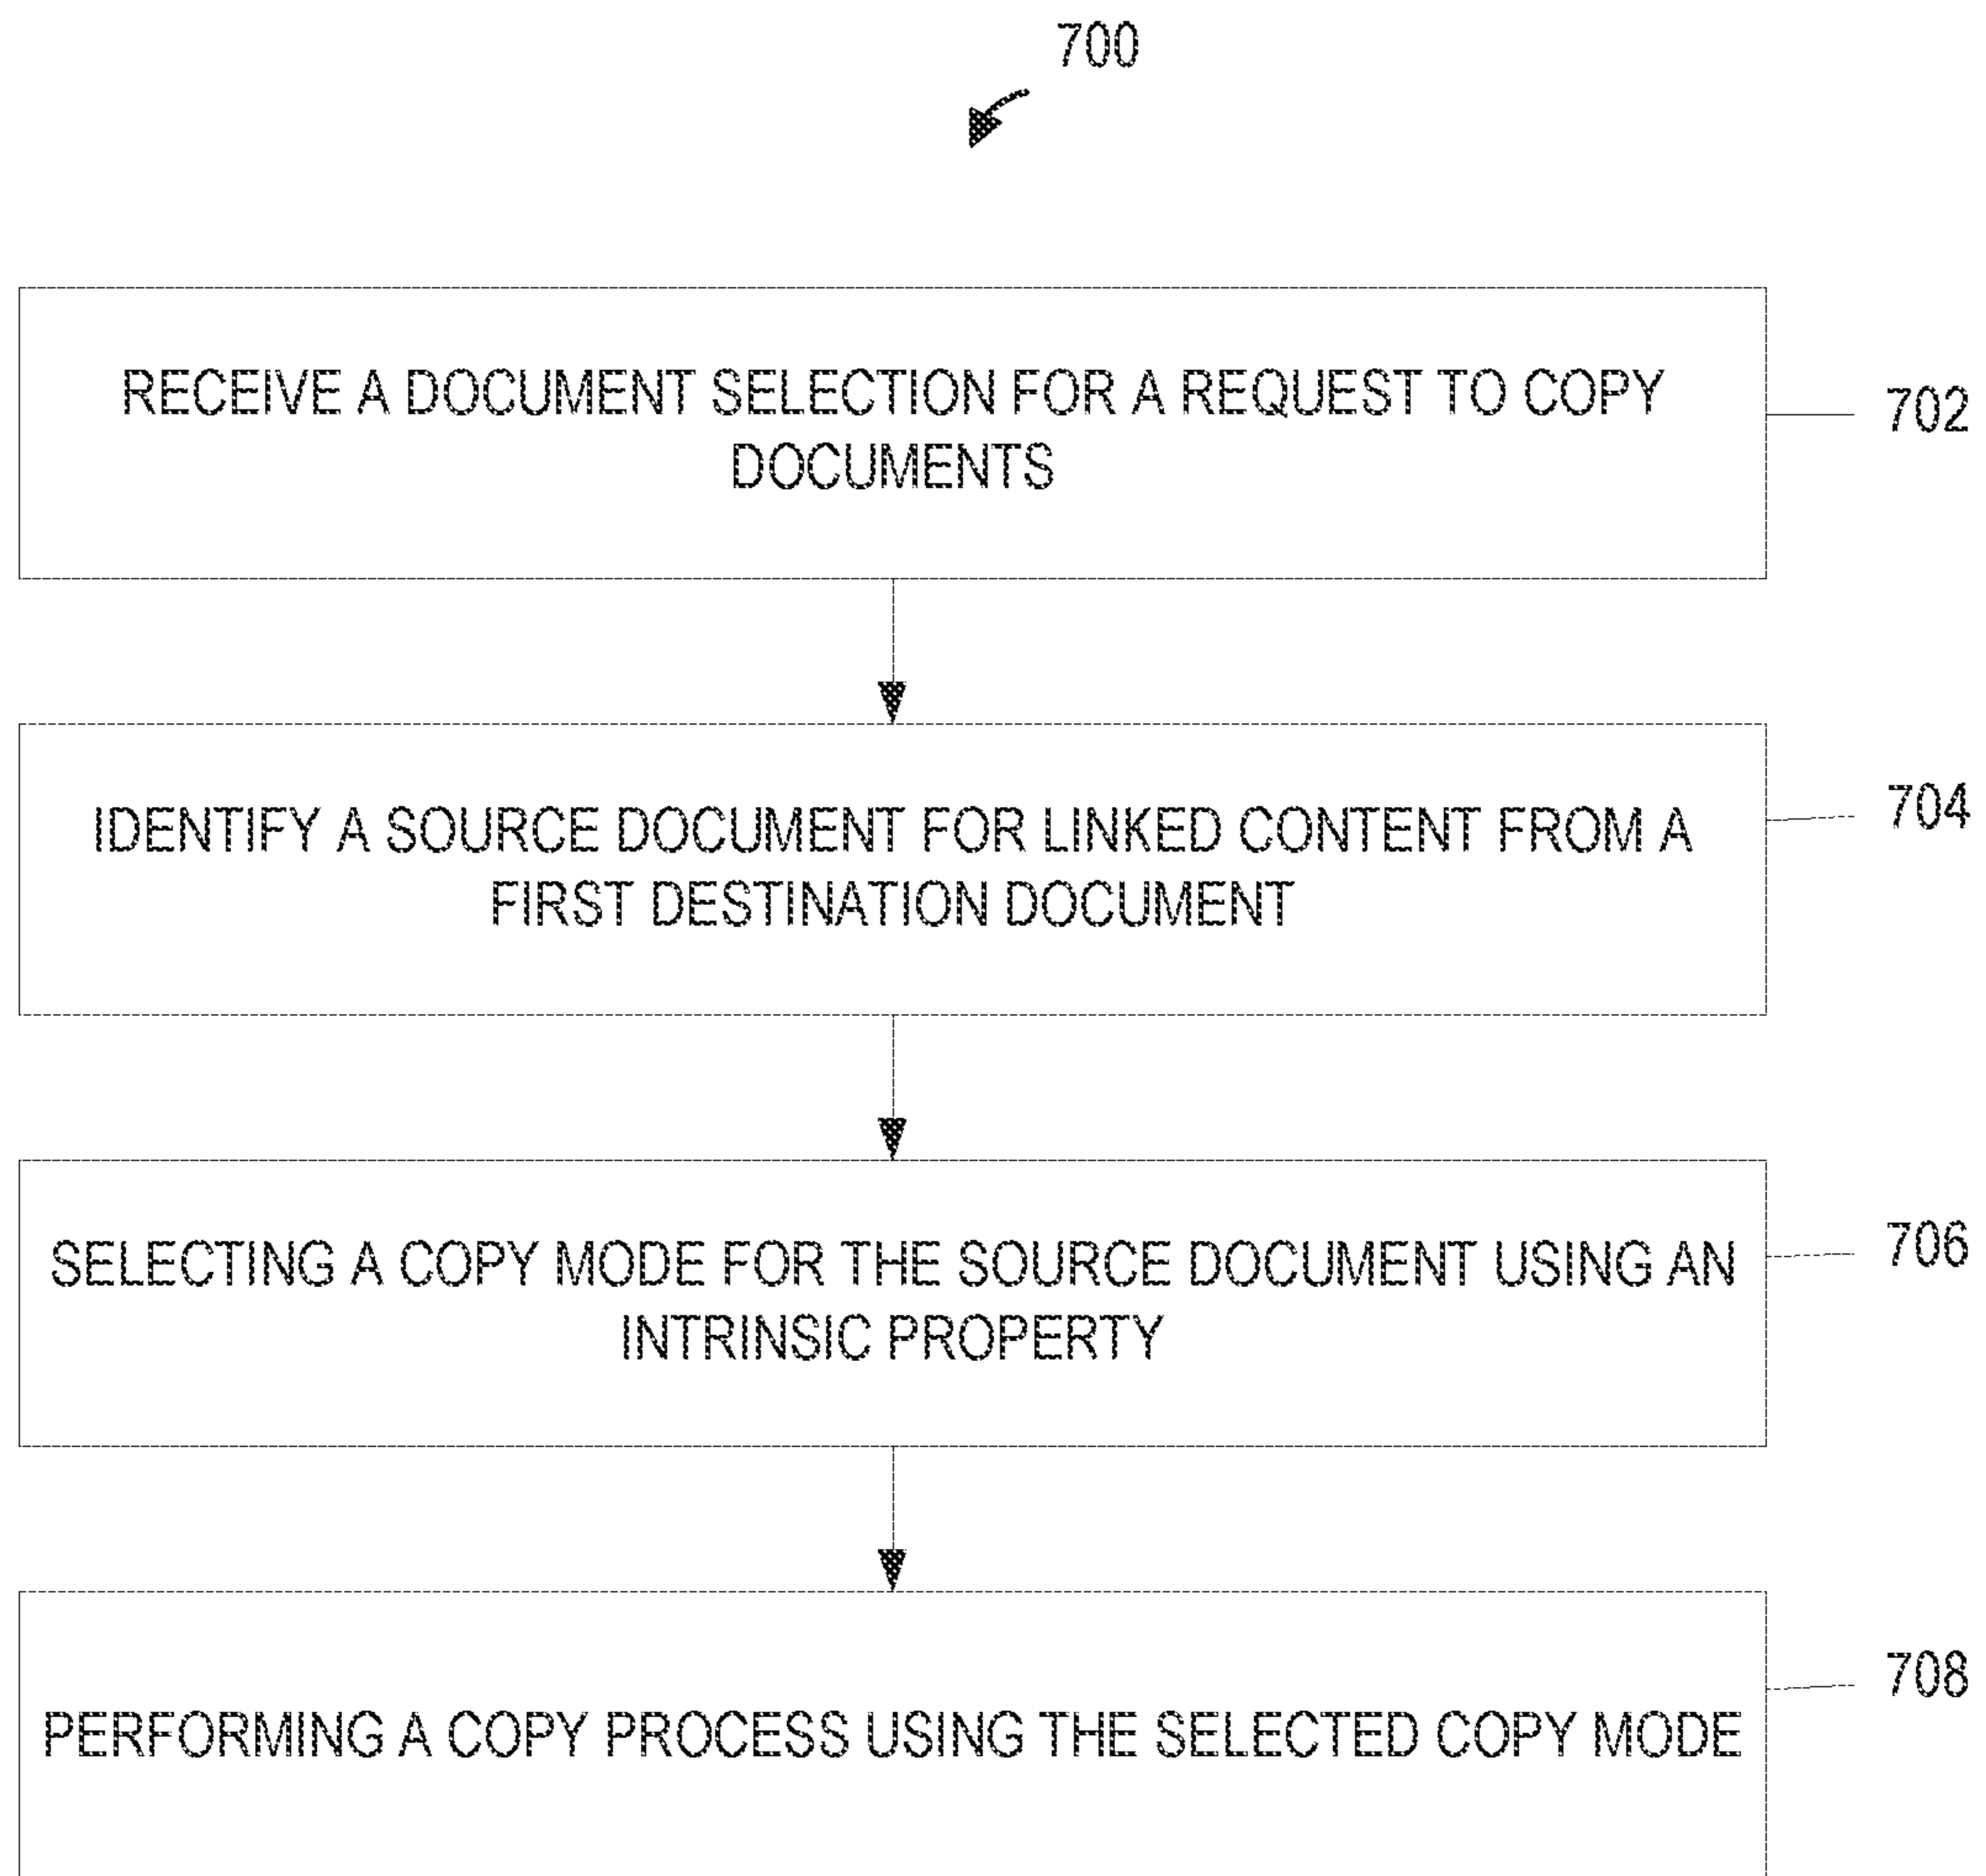 700
RECEIVE A DOCUMENT SELECTION FOR A REQUEST TO COPY
DOCUMENTS
702
IDENTIFY A SOURCE DOCUMENT FOR LINKED CONTENT FROM A
FIRST DESTINATION DOCUMENT
704
SELECTING A COPY MODE FOR THE SOURCE DOCUMENT USING AN
INTRINSIC PROPERTY
706
PERFORMING A COPY PROCESS USING THE SELECTED COPY MODE
708